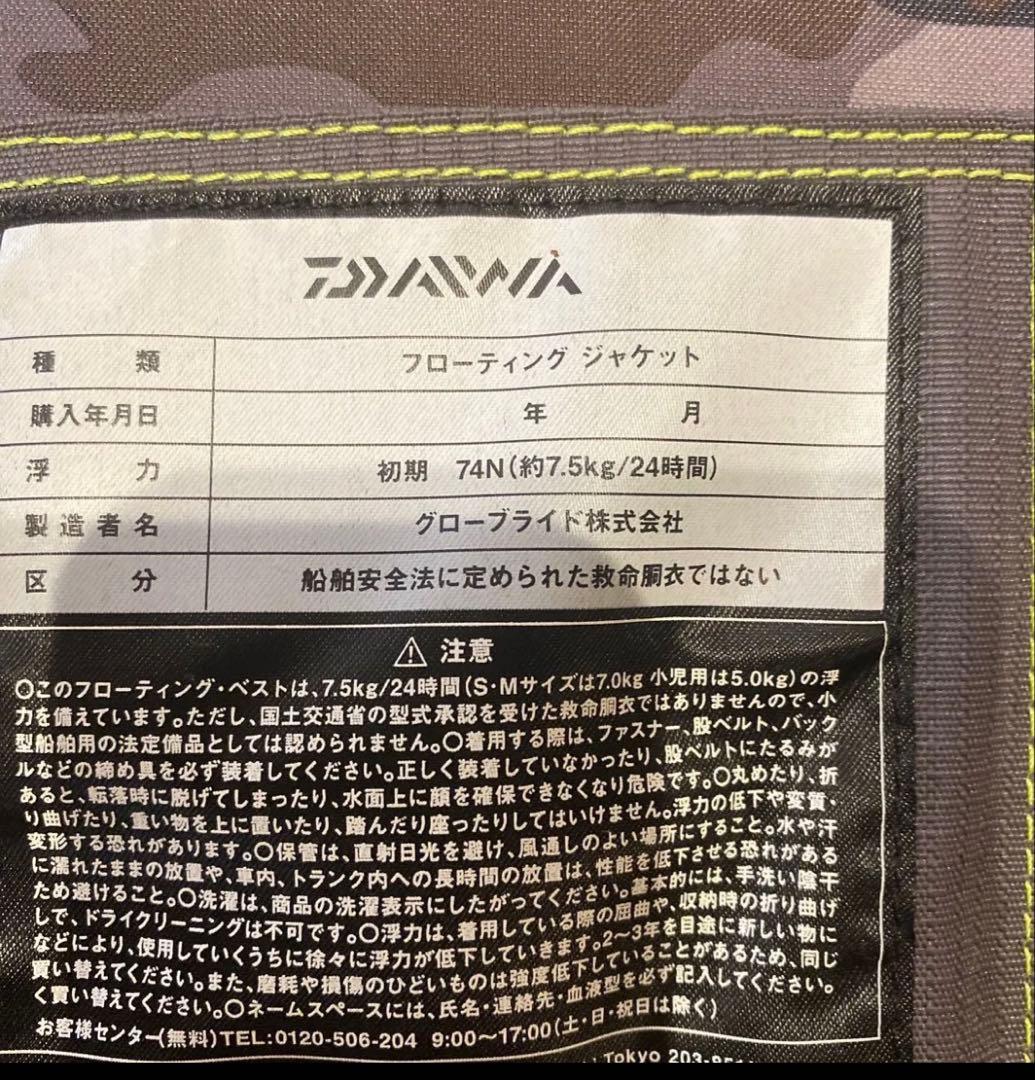 DAIWA
種類 フローティング ジャケット
購入年月日 年 月
浮力 初期 74N(約7.5kg/24時間)
製造者名 グローブライド株式会社
区分 船舶安全法に定められた救命胴衣ではない
⚠ 注意
○このフローティング・ベストは、7.5kg/24時間(S・Mサイズは7.0kg 小児用は5.0kg)の浮
力を備えています。ただし、国土交通省の型式承認を受けた救命胴衣ではありませんので、小
型船舶用の法定備品としては認められません。○着用する際は、ファスナー、股ベルト、バック
ルなどの締め具を必ず装着してください。正しく装着していなかったり、股ベルトにたるみが
あると、転落時に脱げてしまったり、水面上に顔を確保できなくなり危険です。○丸めたり、折
り曲げたり、重い物を上に置いたり、踏んだり座ったりしてはいけません。浮力の低下や変質・
変形する恐れがあります。○保管は、直射日光を避け、風通しのよい場所にすること。水や汗
に濡れたままの放置や、車内、トランク内への長時間の放置は、性能を低下させる恐れがある
ため避けること。○洗濯は、商品の洗濯表示にしたがってください。基本的には、手洗い陰干
しで、ドライクリーニングは不可です。○浮力は、着用している際の屈曲や、収納時の折り曲げ
などにより、使用していくうちに徐々に浮力が低下していきます。2〜3年を目途に新しい物に
買い替えてください。また、磨耗や損傷のひどいものは強度低下していることがあるため、同じ
く買い替えてください。○ネームスペースには、氏名・連絡先・血液型を必ず記入してください。
お客様センター(無料)TEL:0120-506-204 9:00〜17:00(土・日・祝日は除く)
Tokyo 203-